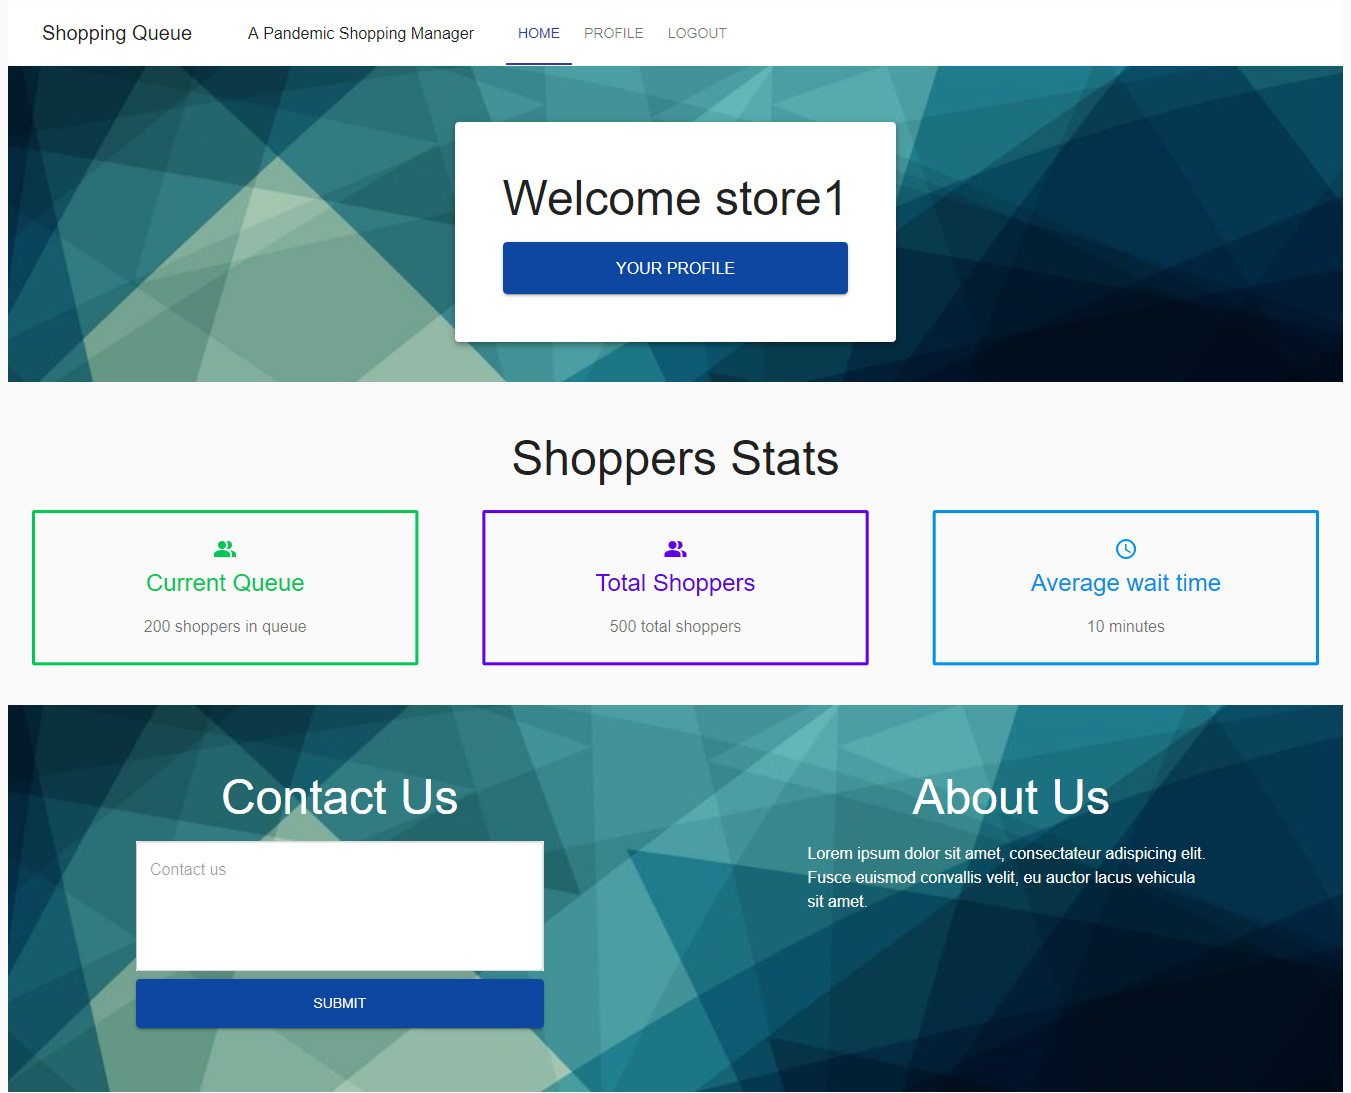 Shopping Queue
A Pandemic Shopping Manager
HOME
PROFILE
LOGOUT
Welcome store1
YOUR PROFILE
Shoppers Stats
Current Queue
200 shoppers in queue
Total Shoppers
500 total shoppers
Average wait time
10 minutes
Contact Us
Contact us
SUBMIT
About Us
Lorem ipsum dolor sit amet, consectateur adispicing elit.
Fusce euismod convallis velit, eu auctor lacus vehicula
sit amet.